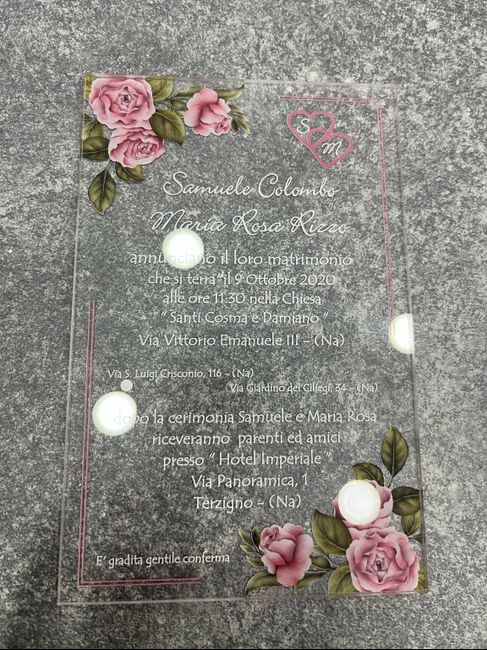 S M
Samuele Colombo
Maria Rosa Rizzo
annunciano il loro matrimonio
che si terra" il 9 Ottobre 2020
alle ore 11:30 nella Chiesa
" Santi Cosma e Damiano "
Via Vittorio Emanuele III - (Na)
Via S. Luigi Crisconio, 116 - (Na)
Via Giardino dei Ciliegi, 34 - (Na)
dopo la cerimonia Samuele e Maria Rosa
riceveranno parenti ed amici
presso " Hotel Imperiale "
Via Panoramica, 1
Terzigno - (Na)
E' gradita gentile conferma